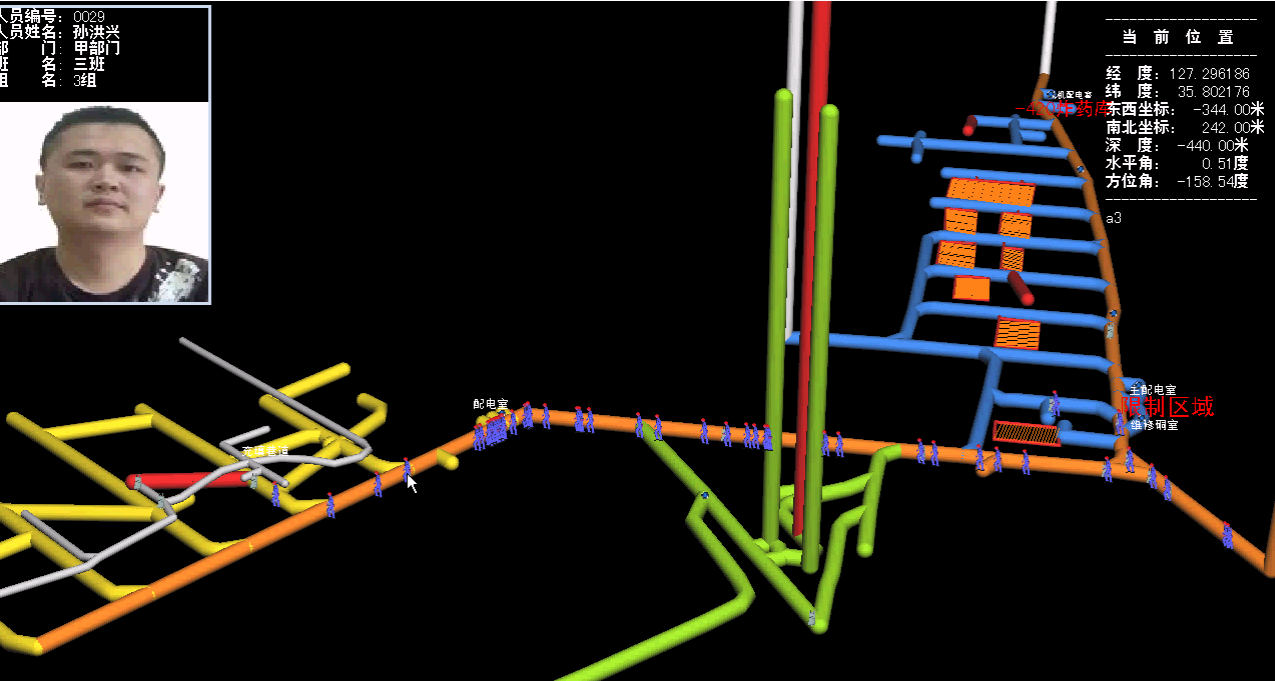 人员编号: 0029
人员姓名: 孙洪兴
部 门: 甲部门
班 名: 三班
组 名: 3组
-------------------
当 前 位 置
-------------------
经 度: 127.296186
纬 度: 35.802176
东西坐标: -344.00米
南北坐标: 242.00米
深 度: -440.00米
水平角: 0.51度
方位角: -158.54度
-------------------
a3
机配电室
炸药库
主配电室
限制区域
维修硐室
配电室